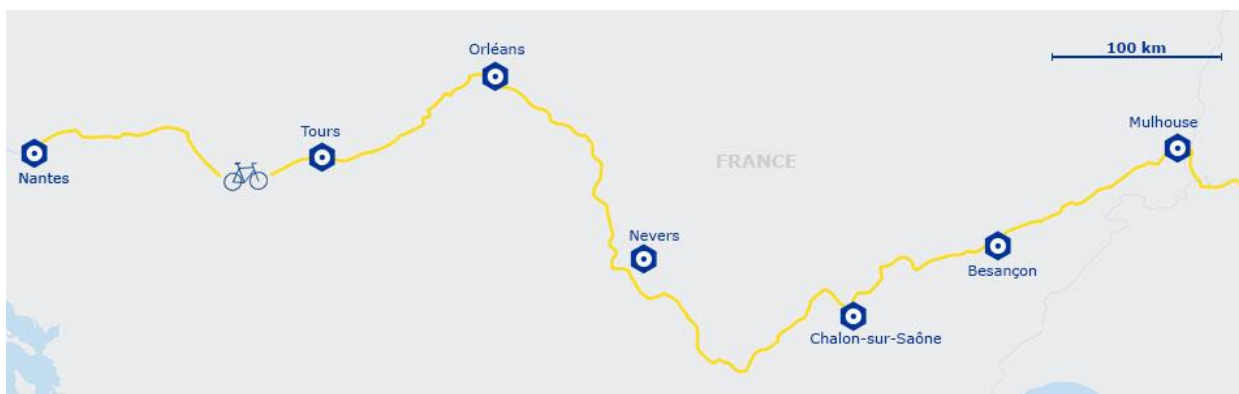 Orléans
100 km
Mulhouse
Tours
FRANCE
Nantes
Nevers
Besançon
Chalon-sur-Saône